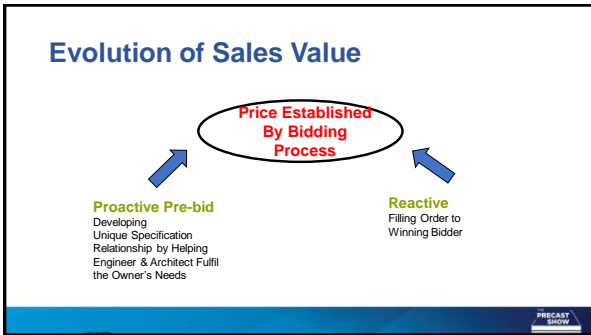 Evolution of Sales Value
Price Established
By Bidding
Process
Proactive Pre-bid
Developing
Unique Specification
Relationship by Helping
Engineer & Architect Fulfil
the Owner's Needs
Reactive
Filling Order to
Winning Bidder
PRECAST
SHOW